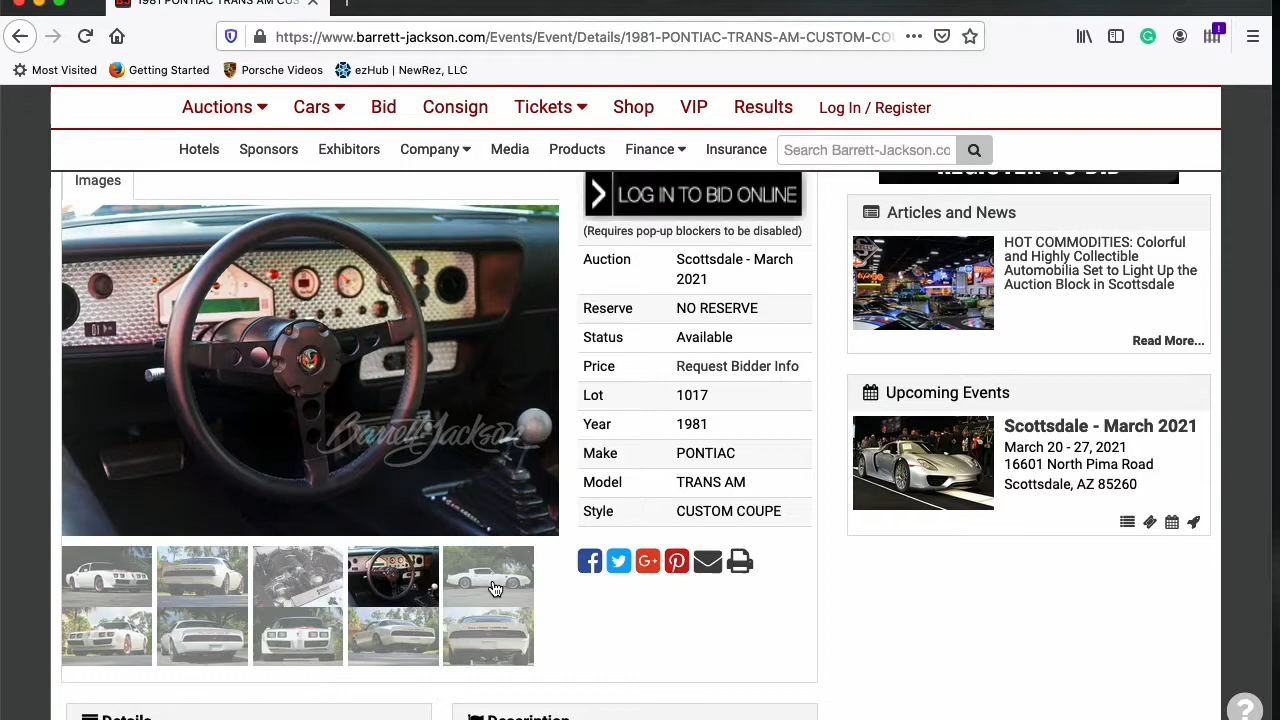 1981 PONTIAC TRANS AM CUS
https://www.barrett-jackson.com/Events/Event/Details/1981-PONTIAC-TRANS-AM-CUSTOM-CO
Most Visited Getting Started Porsche Videos ezHub | NewRez, LLC
Auctions Cars Bid Consign Tickets Shop VIP Results Log In / Register
Hotels Sponsors Exhibitors Company Media Products Finance Insurance Search Barrett-Jackson.co
Images
LOG IN TO BID ONLINE
(Requires pop-up blockers to be disabled)
Auction Scottsdale - March
2021
Reserve NO RESERVE
Status Available
Price Request Bidder Info
Lot 1017
Year 1981
Make PONTIAC
Model TRANS AM
Style CUSTOM COUPE
Barrett-Jackson
REGISTER TO BID
Articles and News
HOT COMMODITIES: Colorful
and Highly Collectible
Automobilia Set to Light Up the
Auction Block in Scottsdale
Read More...
Upcoming Events
Scottsdale - March 2021
March 20 - 27, 2021
16601 North Pima Road
Scottsdale, AZ 85260
Details
Description
?